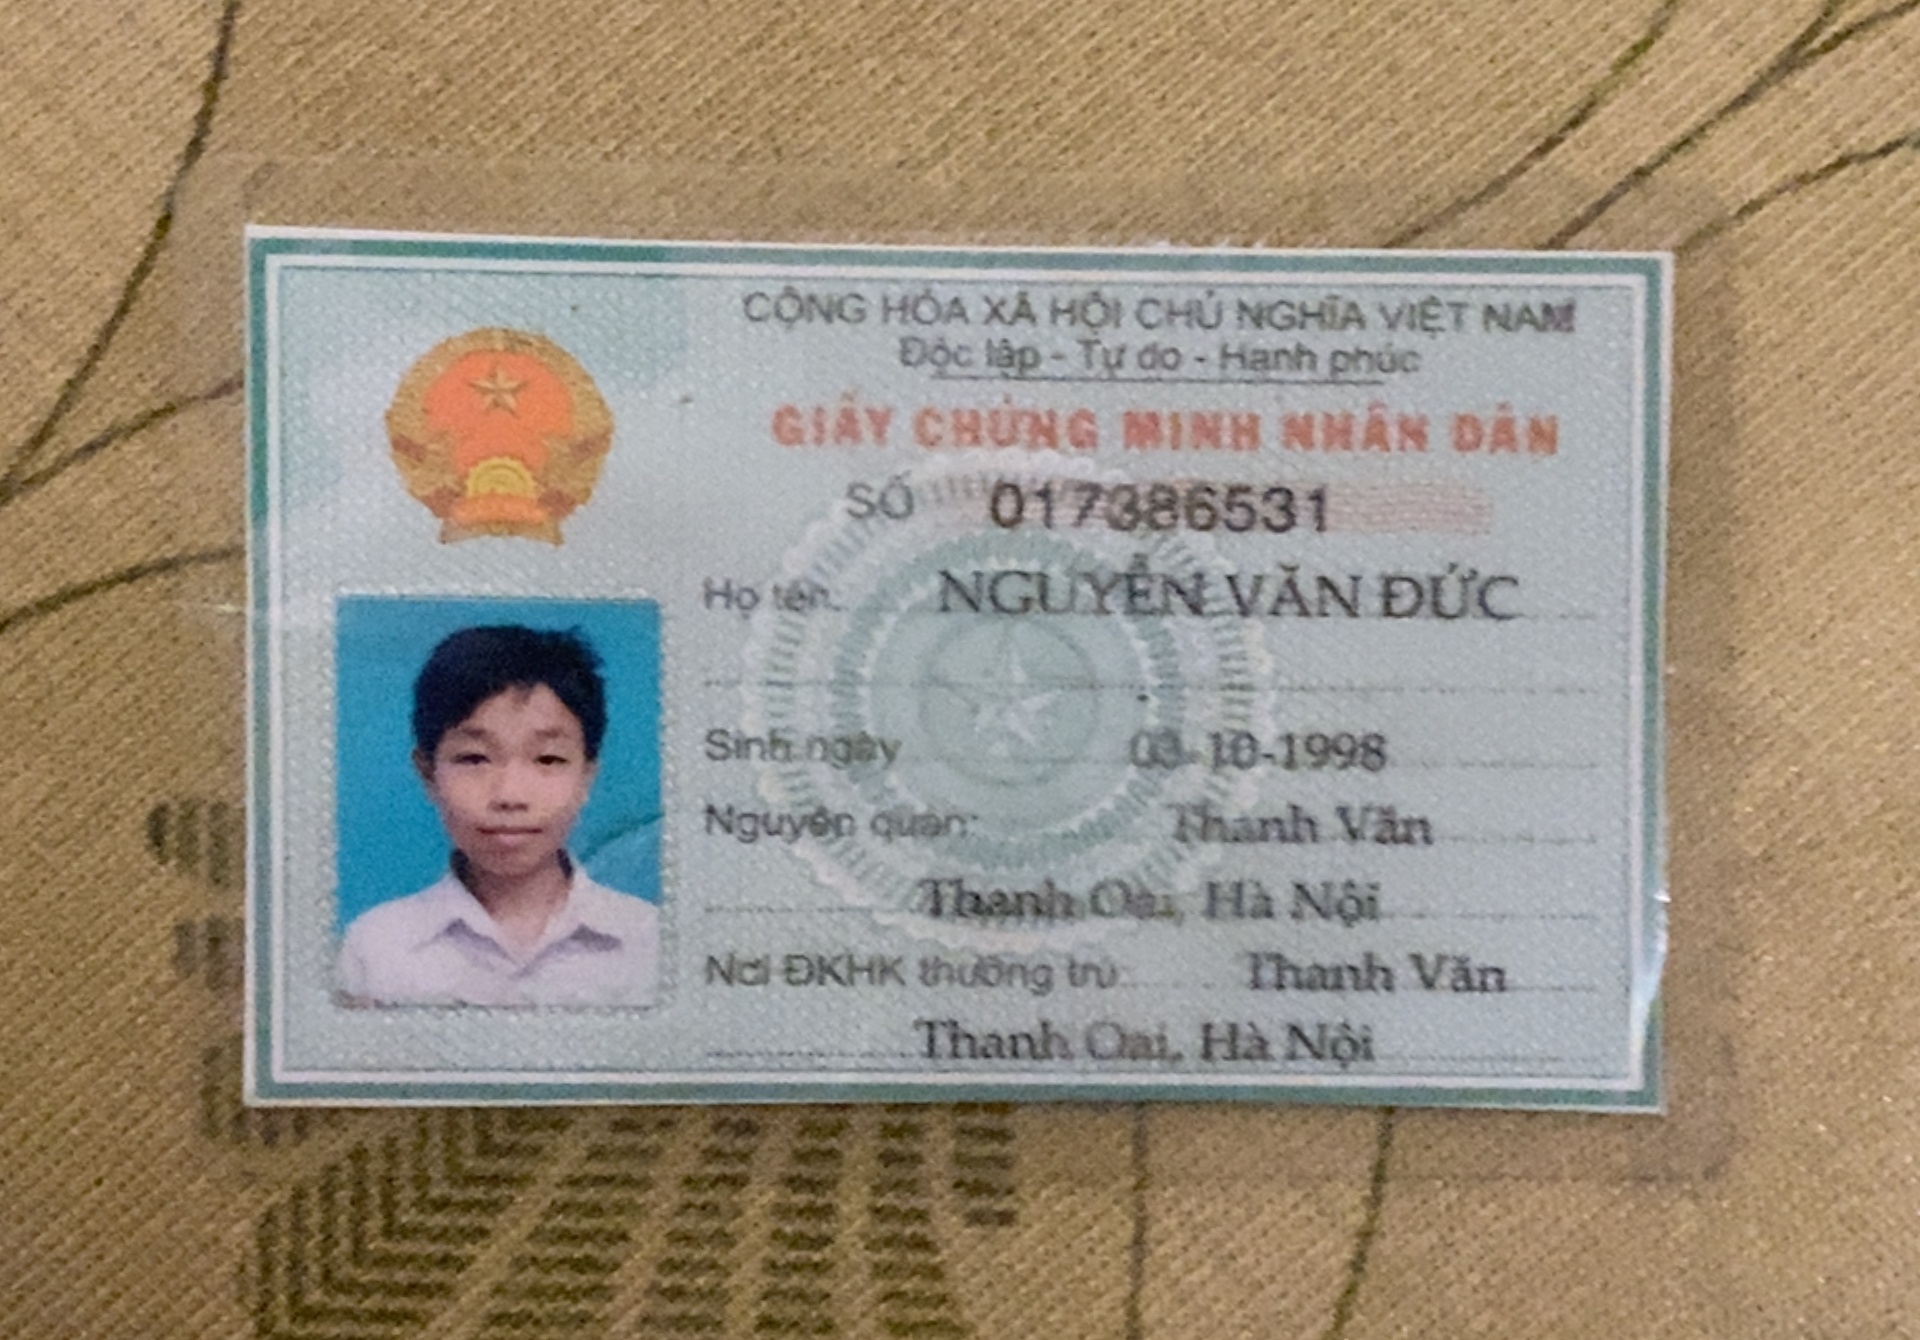 CỘNG HÒA XÃ HỘI CHỦ NGHĨA VIỆT NAM
Độc lập - Tự do - Hạnh phúc
GIẤY CHỨNG MINH NHÂN DÂN
SỐ 017386531
Họ tên: NGUYỄN VĂN ĐỨC
Sinh ngày 03-10-1998
Nguyên quán: Thanh Văn
Thanh Oai, Hà Nội
Nơi ĐKHK thường trú: Thanh Văn
Thanh Oai, Hà Nội